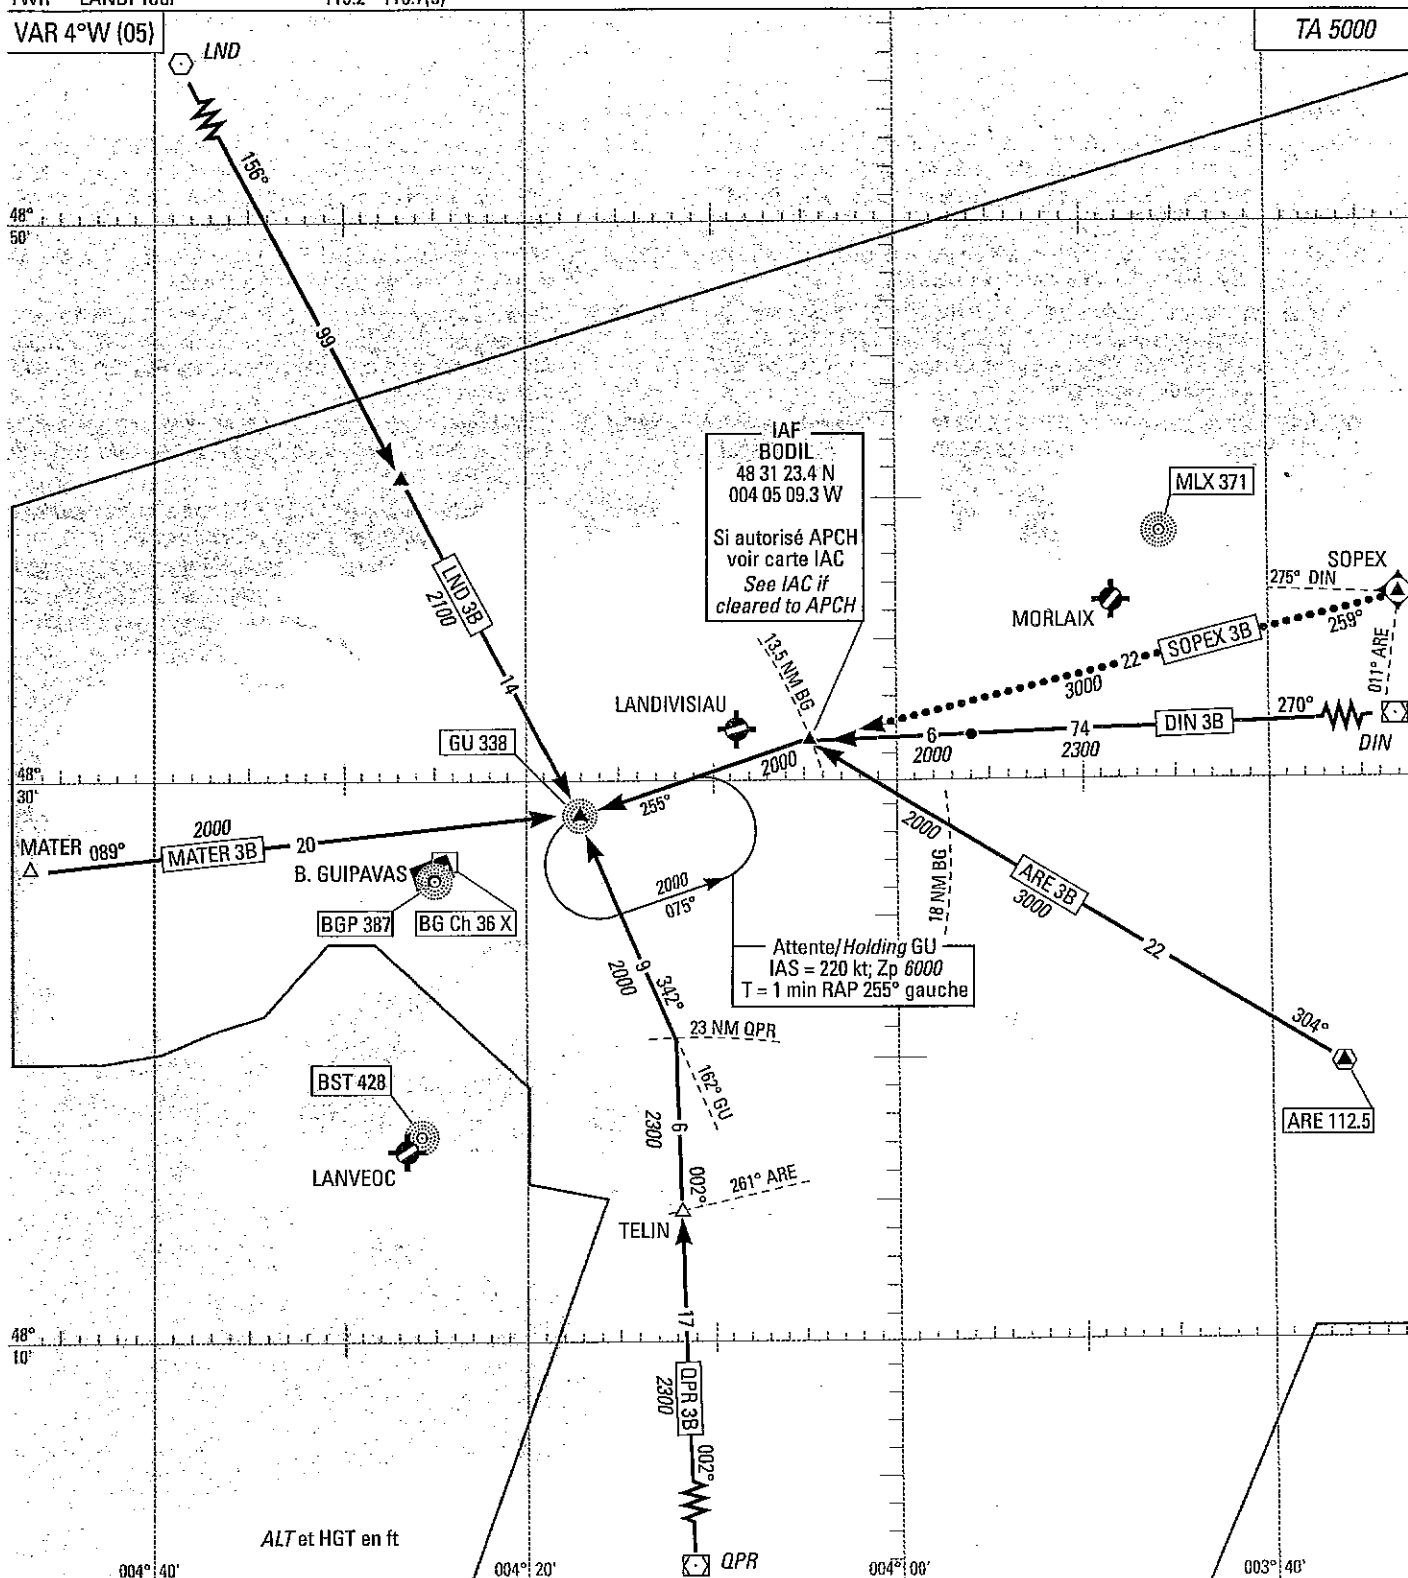 TWR LANDI Tour 119.2
VAR 4°W (05)
TA 5000
LND
156°
48°
50'
99
IAF
BODIL
48 31 23.4 N
004 05 09.3 W
Si autorisé APCH
voir carte IAC
See IAC if
cleared to APCH
MLX 371
SOPEX
275° DIN
MORLAIX
259°
SOPEX 3B
22
3000
011° ARE
LND 3B
2100
14
13.5 NM BG
LANDIVISIAU
270°
DIN 3B
74
2300
6
2000
DIN
GU 338
2000
255°
48°
30'
MATER
089°
2000
MATER 3B
20
B. GUIPAVAS
BGP 387
BG Ch 36 X
2000
075°
2000
18 NM BG
ARE 3B
3000
22
304°
ARE 112.5
Attente/Holding GU
IAS = 220 kt; Zp 6000
T = 1 min RAP 255° gauche
9
2000
342°
23 NM QPR
162° GU
BST 428
LANVEOC
6
2300
002°
261° ARE
TELIN
17
48°
10'
QPR 3B
2300
002°
QPR
ALT et HGT en ft
004° 40'
004° 20'
004° 00'
003° 40'